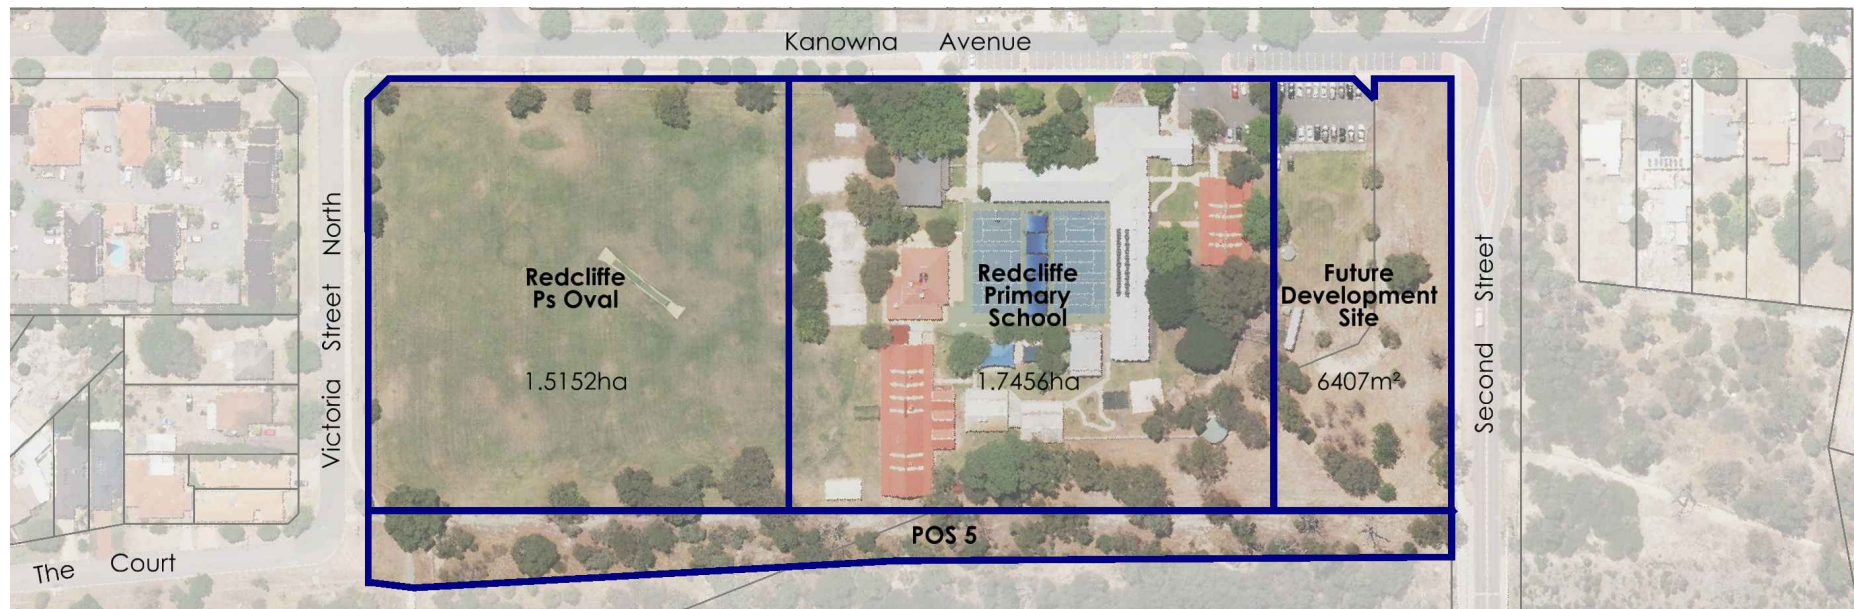 Kanowna Avenue
Victoria Street North
Redcliffe
Ps Oval
1.5152ha
Redcliffe
Primary
School
1.7456ha
Future
Development
Site
6407m²
Second Street
POS 5
The Court